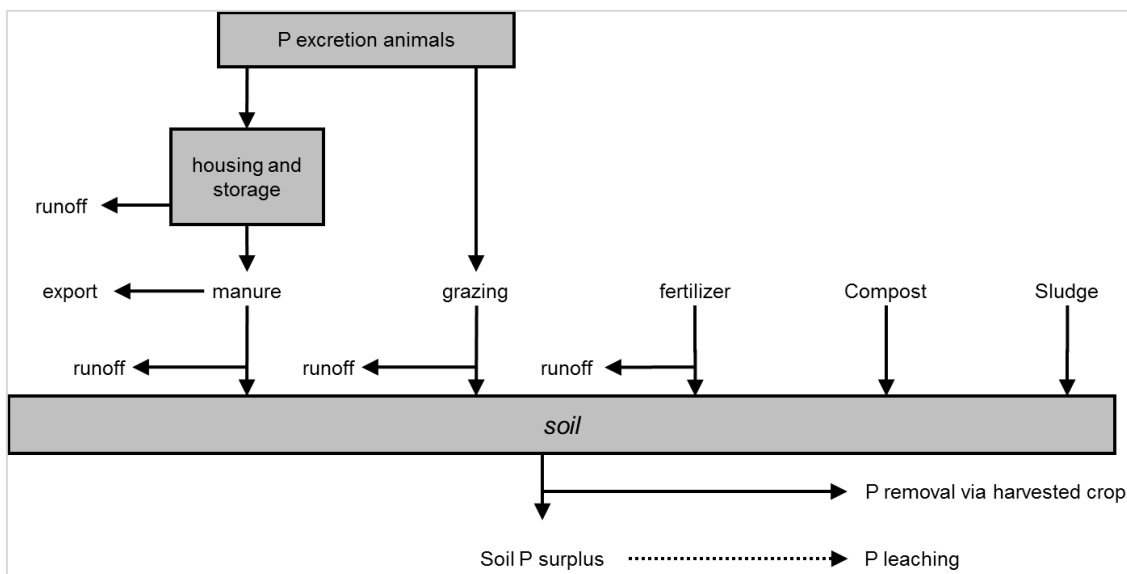 P excretion animals
housing and
storage
runoff
export
manure
grazing
fertilizer
Compost
Sludge
runoff
runoff
runoff
soil
P removal via harvested crop
Soil P surplus
P leaching